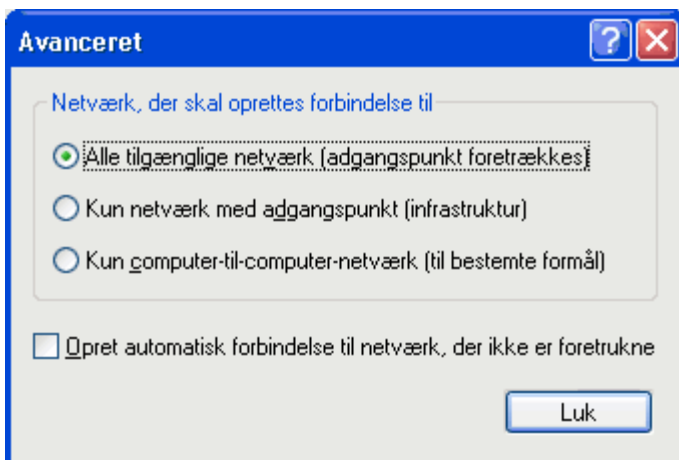 Avanceret
Netværk, der skal oprettes forbindelse til
Alle tilgænglige netværk (adgangspunkt foretrækkes)
Kun netværk med adgangspunkt (infrastruktur)
Kun computer-til-computer-netværk (til bestemte formål)
Opret automatisk forbindelse til netværk, der ikke er foretrukne
Luk